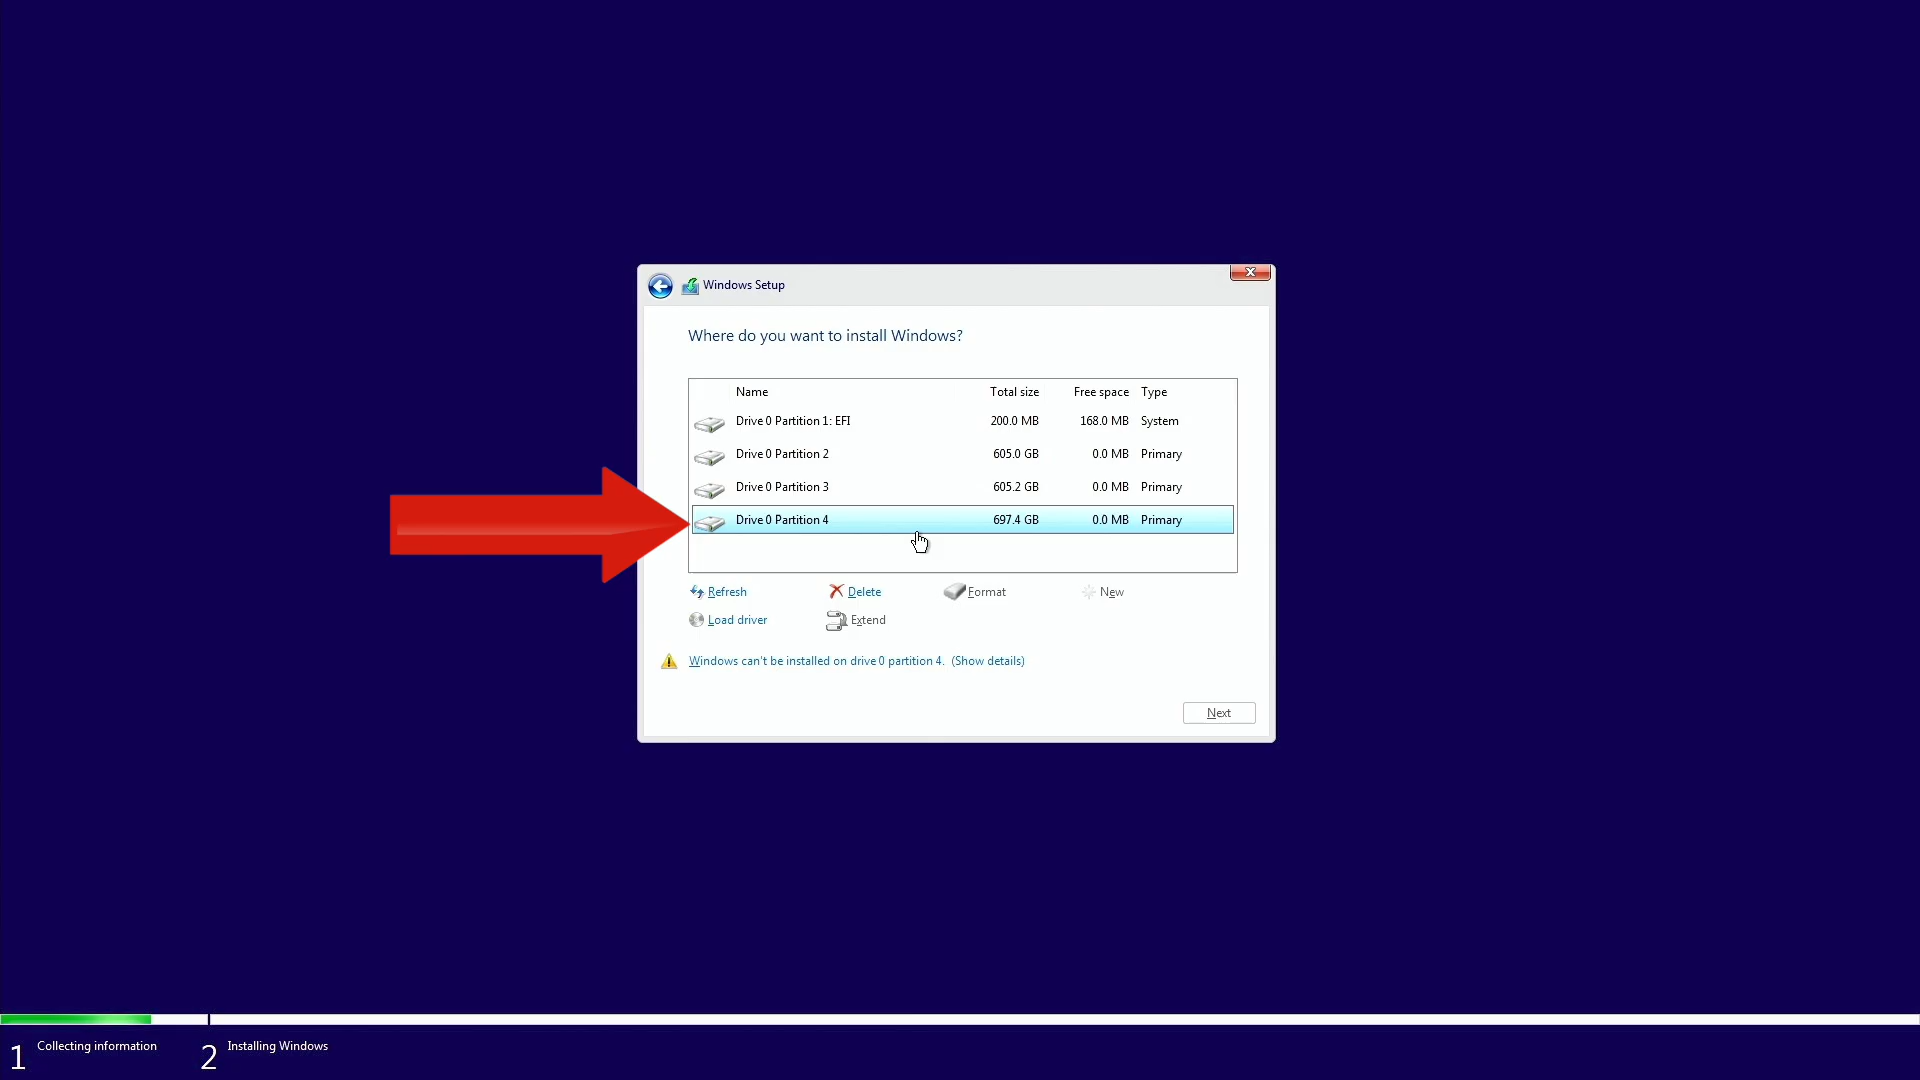 Windows Setup
Where do you want to install Windows?
Name Total size Free space Type
Drive 0 Partition 1: EFI 200.0 MB 168.0 MB System
Drive 0 Partition 2 605.0 GB 0.0 MB Primary
Drive 0 Partition 3 605.2 GB 0.0 MB Primary
Drive 0 Partition 4 697.4 GB 0.0 MB Primary
Refresh Delete Format New
Load driver Extend
Windows can't be installed on drive 0 partition 4. (Show details)
Next
1 Collecting information 2 Installing Windows